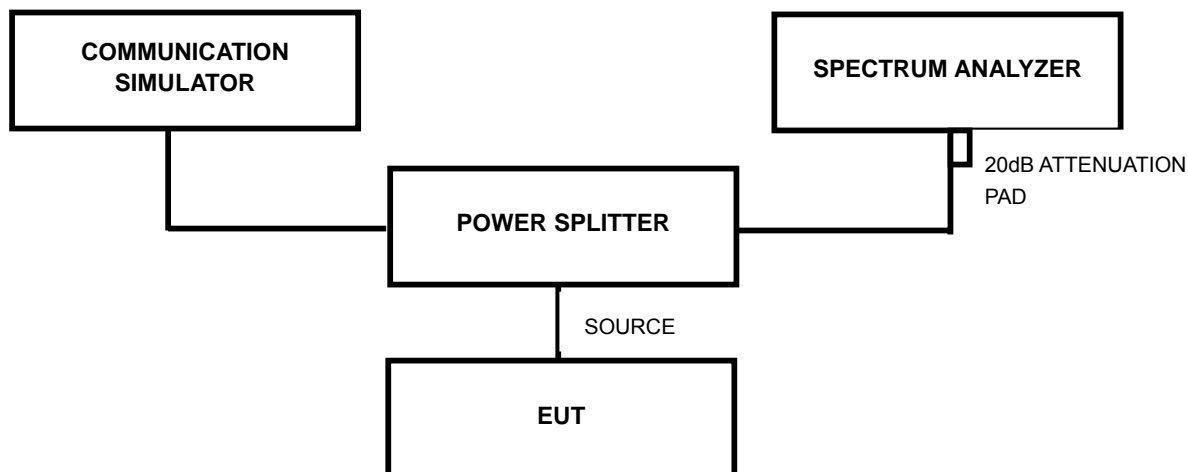 COMMUNICATION
SIMULATOR
SPECTRUM ANALYZER
20dB ATTENUATION
PAD
POWER SPLITTER
SOURCE
EUT